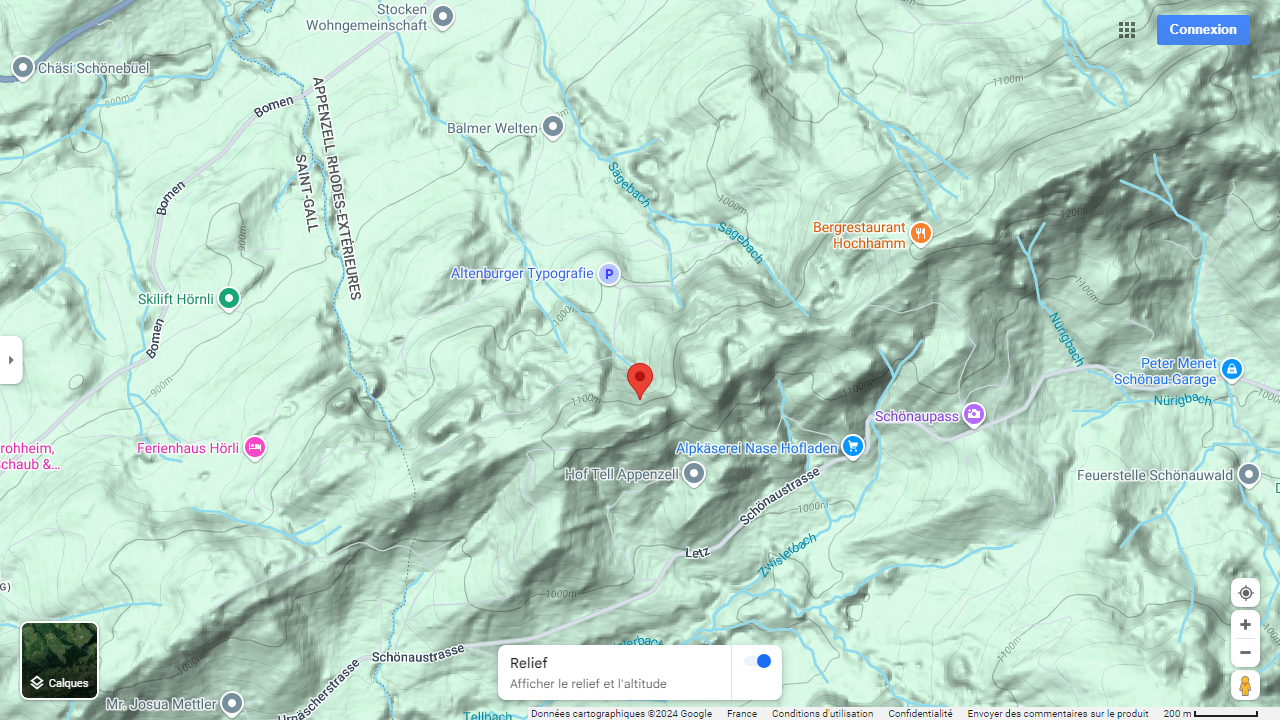 Stocken
Wohngemeinschaft
Connexion
Chäsi Schönebüel
900m
Bomen
1100m
Balmer Welten
APPENZELL RHODES-EXTÉRIEURES
SAINT-GALL
Sägebach
Bomen
1000m
1200m
Bergrestaurant
Hochhamm
Sägebach
900m
Altenburger Typografie
P
1100m
Skilift Hörnli
1000m
Bomen
Nürigbach
Peter Menet
Schönau-Garage
900m
1100m
1100m
Nürigbach
Schönaupass
rohheim,
chaub &...
Ferienhaus Hörli
Alpkäserei Nase Hofladen
Hof Tell Appenzell
Feuerstelle Schönauwald
Schönaustrasse
1000m
Letz
Zwislerbach
G)
1000m
1100m
Schönaustrasse
1000m
Relief
Afficher le relief et l'altitude
Calques
Mr. Josua Mettler
Urnäscherstrasse
Tellbach
Données cartographiques ©2024 Google
France
Conditions d'utilisation
Confidentialité
Envoyer des commentaires sur le produit
200 m